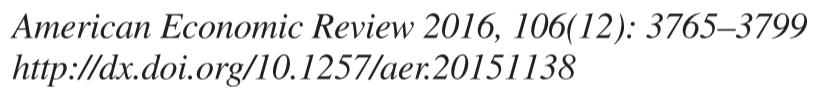 American Economic Review 2016, 106(12): 3765–3799
http://dx.doi.org/10.1257/aer.20151138